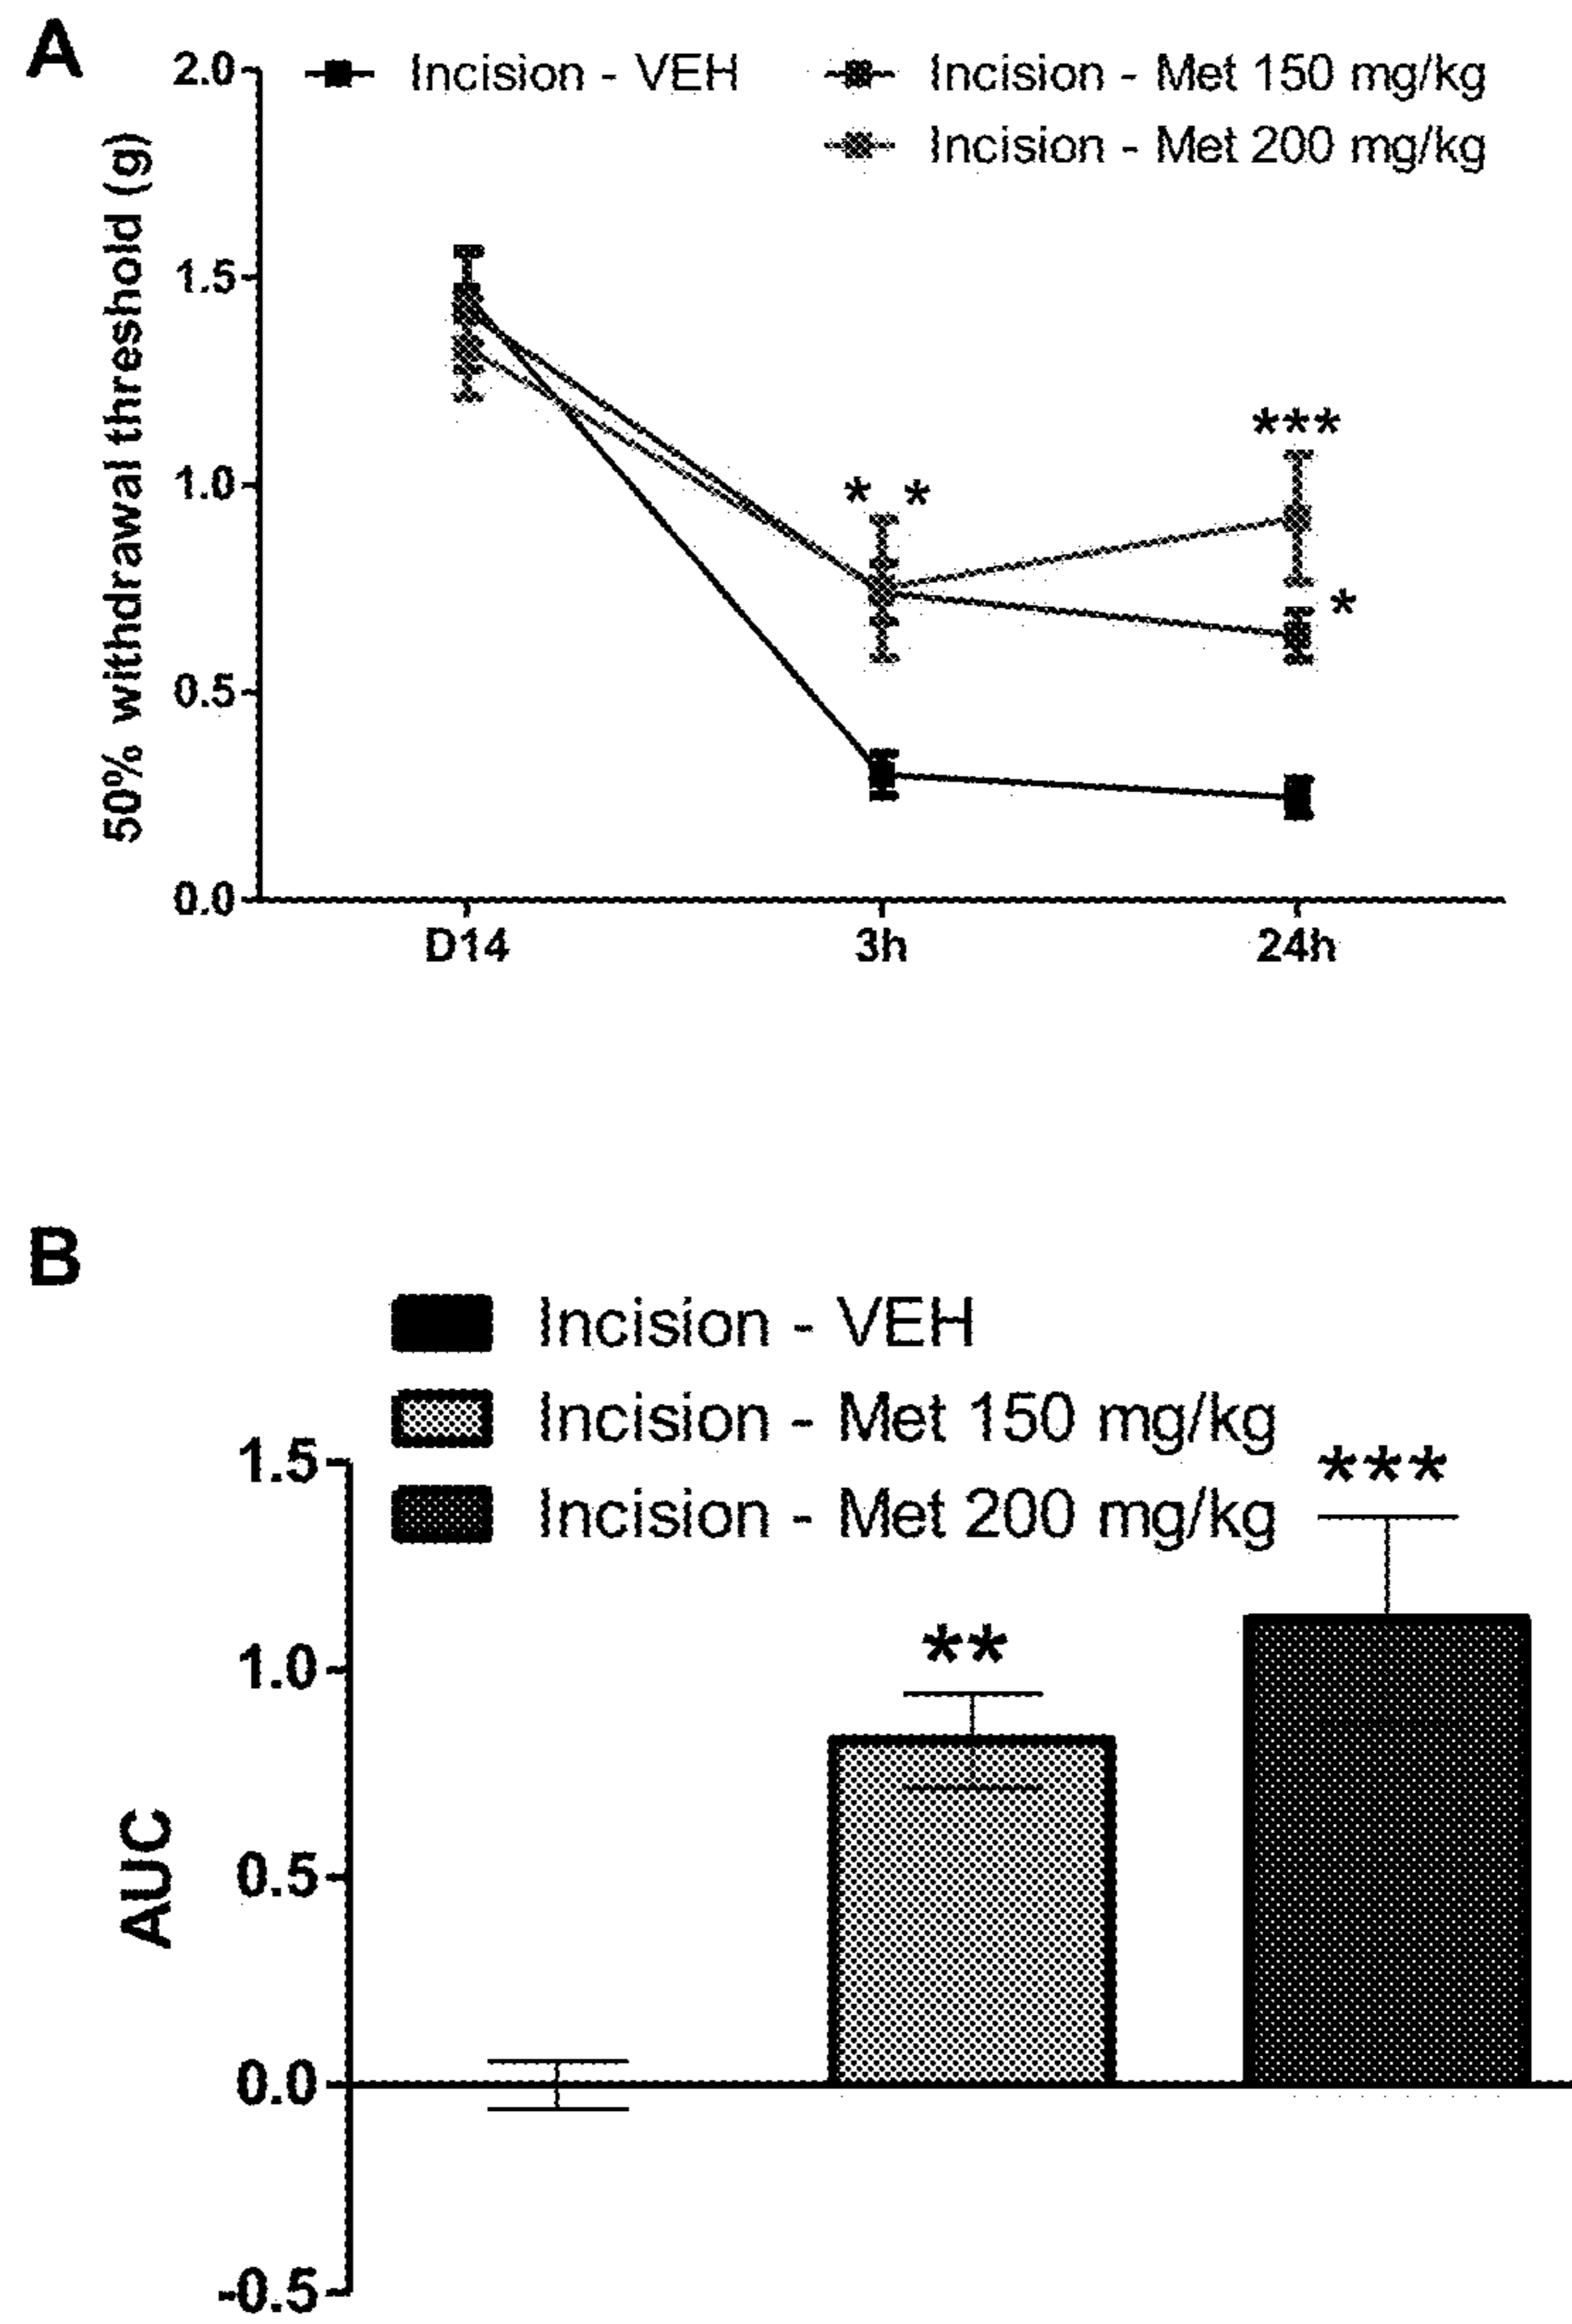 A
2.0
Incision - VEH
Incision - Met 150 mg/kg
Incision - Met 200 mg/kg
50% withdrawal threshold (g)
1.5
1.0
0.5
0.0
* *
***
*
D14 3h 24h
B
Incision - VEH
Incision - Met 150 mg/kg
Incision - Met 200 mg/kg
AUC
1.5
1.0
0.5
0.0
-0.5
**
***